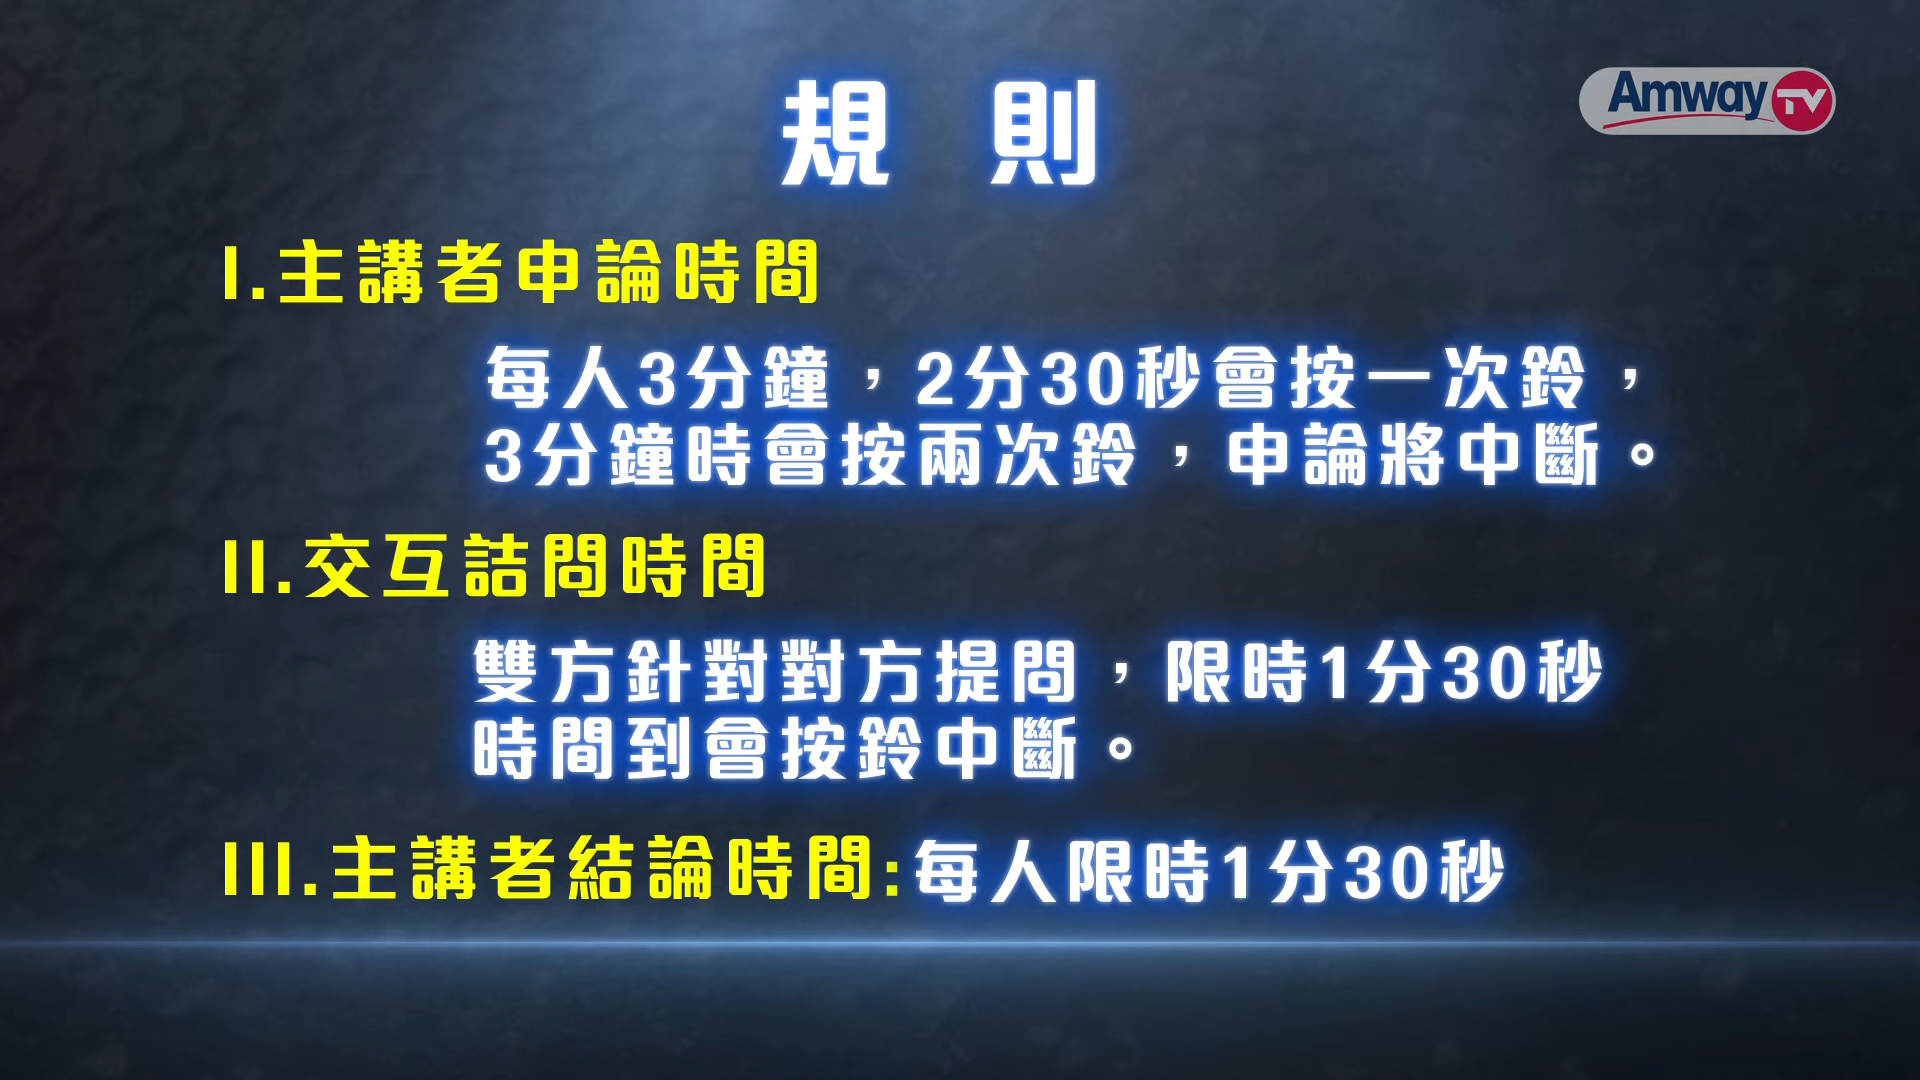 規則
Amway TV
I.主講者申論時間
每人3分鐘，2分30秒會按一次鈴，
3分鐘時會按兩次鈴，申論將中斷。
II.交互詰問時間
雙方針對對方提問，限時1分30秒
時間到會按鈴中斷。
III.主講者結論時間:每人限時1分30秒